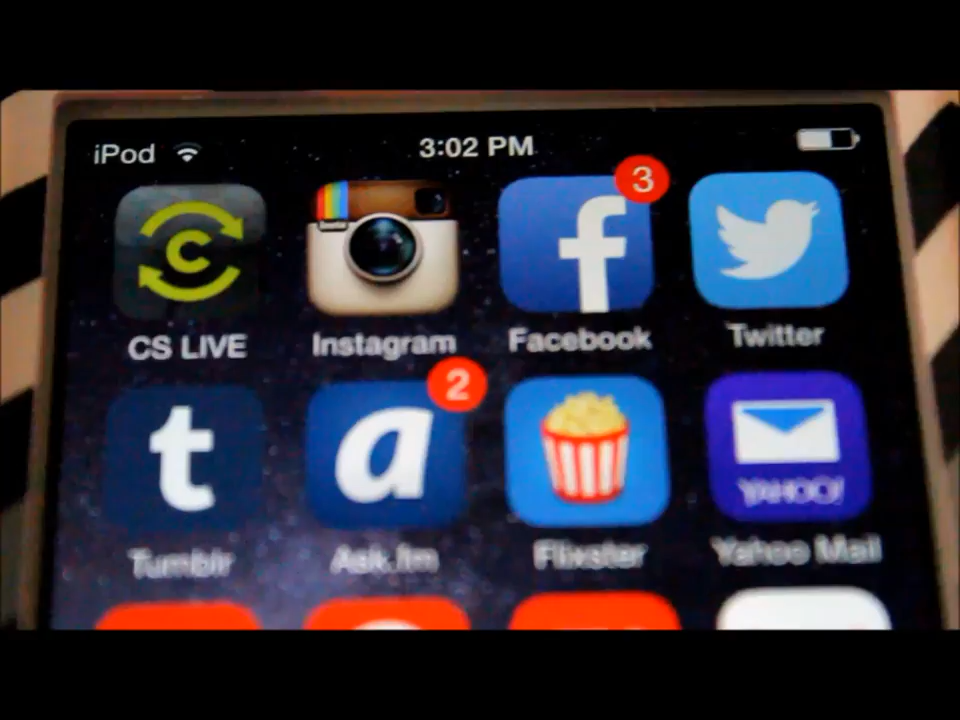 iPod 3:02 PM
3
CS LIVE Instagram Facebook Twitter
2
YAHOO!
Tumblr Ask.fm Flixster Yahoo Mail